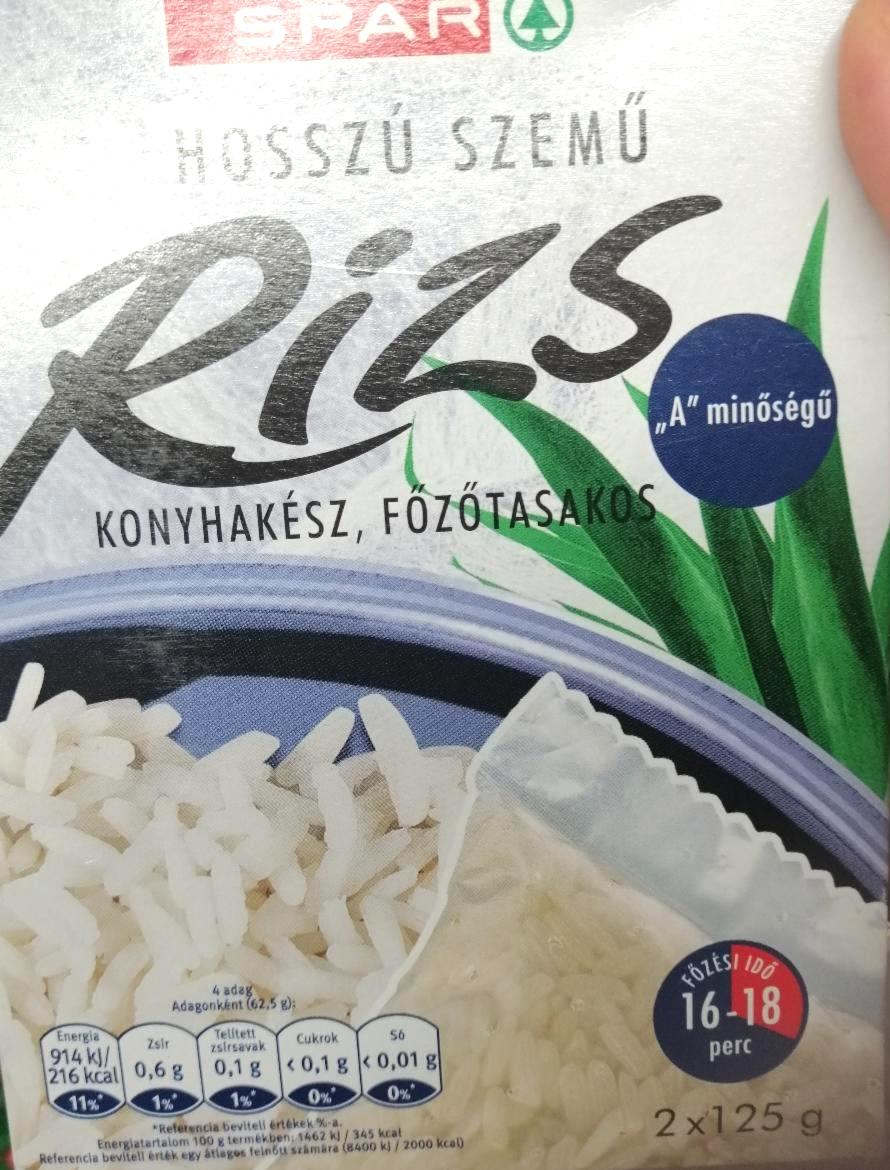 SPAR
HOSSZÚ SZEMŰ
Rizs
„A” minőségű
KONYHAKÉSZ, FŐZŐTASAKOS
FŐZÉSI IDŐ
16-18
perc
4 adag
Adagonként (62,5 g):
Energia
914 kJ/
216 kcal
11%*
Zsír
0,6 g
1%*
Telített
zsírsavak
0,1 g
1%*
Cukrok
< 0,1 g
0%*
Só
< 0,01 g
0%*
2x125 g
*Referencia beviteli értékek %-a.
Energiatartalom 100 g termékben: 1462 kJ / 345 kcal
Referencia beviteli érték egy átlagos felnőtt számára (8400 kJ / 2000 kcal)